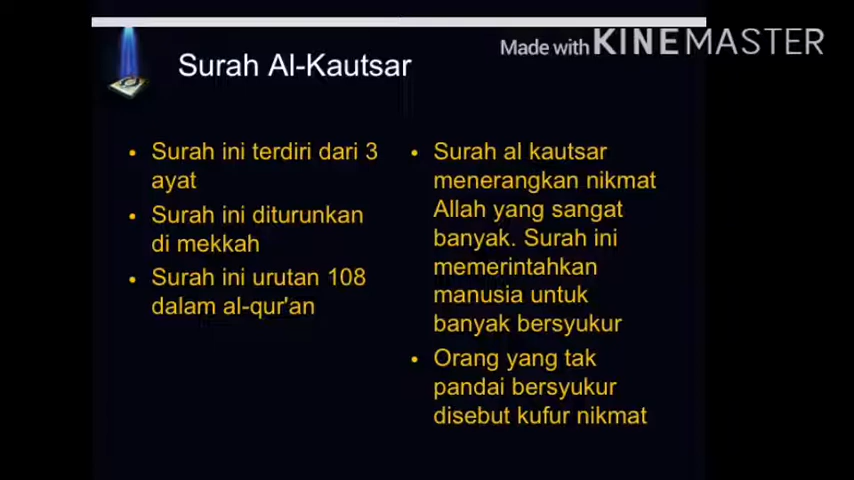 Made with KINEMASTER
Surah Al-Kautsar
Surah ini terdiri dari 3
ayat
Surah ini diturunkan
di mekkah
Surah ini urutan 108
dalam al-qur'an
Surah al kautsar
menerangkan nikmat
Allah yang sangat
banyak. Surah ini
memerintahkan
manusia untuk
banyak bersyukur
Orang yang tak
pandai bersyukur
disebut kufur nikmat